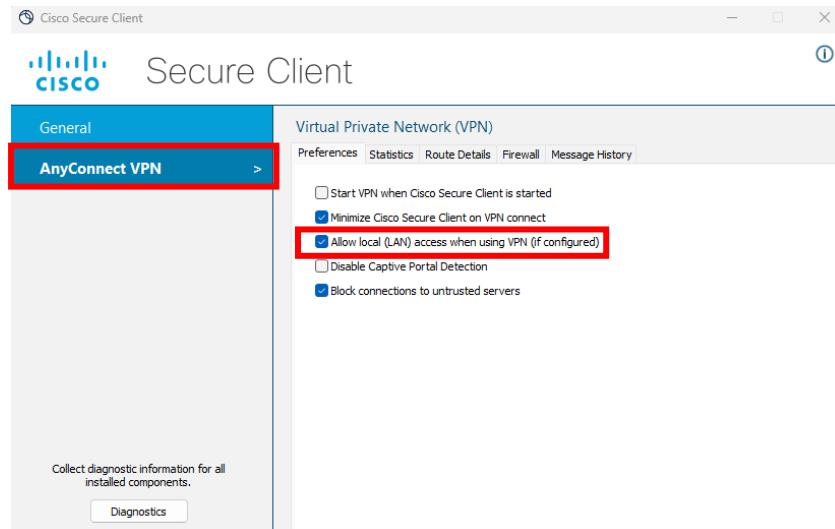 Cisco Secure Client
CISCO
Secure Client
General
AnyConnect VPN >
Virtual Private Network (VPN)
Preferences Statistics Route Details Firewall Message History
Start VPN when Cisco Secure Client is started
Minimize Cisco Secure Client on VPN connect
Allow local (LAN) access when using VPN (if configured)
Disable Captive Portal Detection
Block connections to untrusted servers
Collect diagnostic information for all
installed components.
Diagnostics